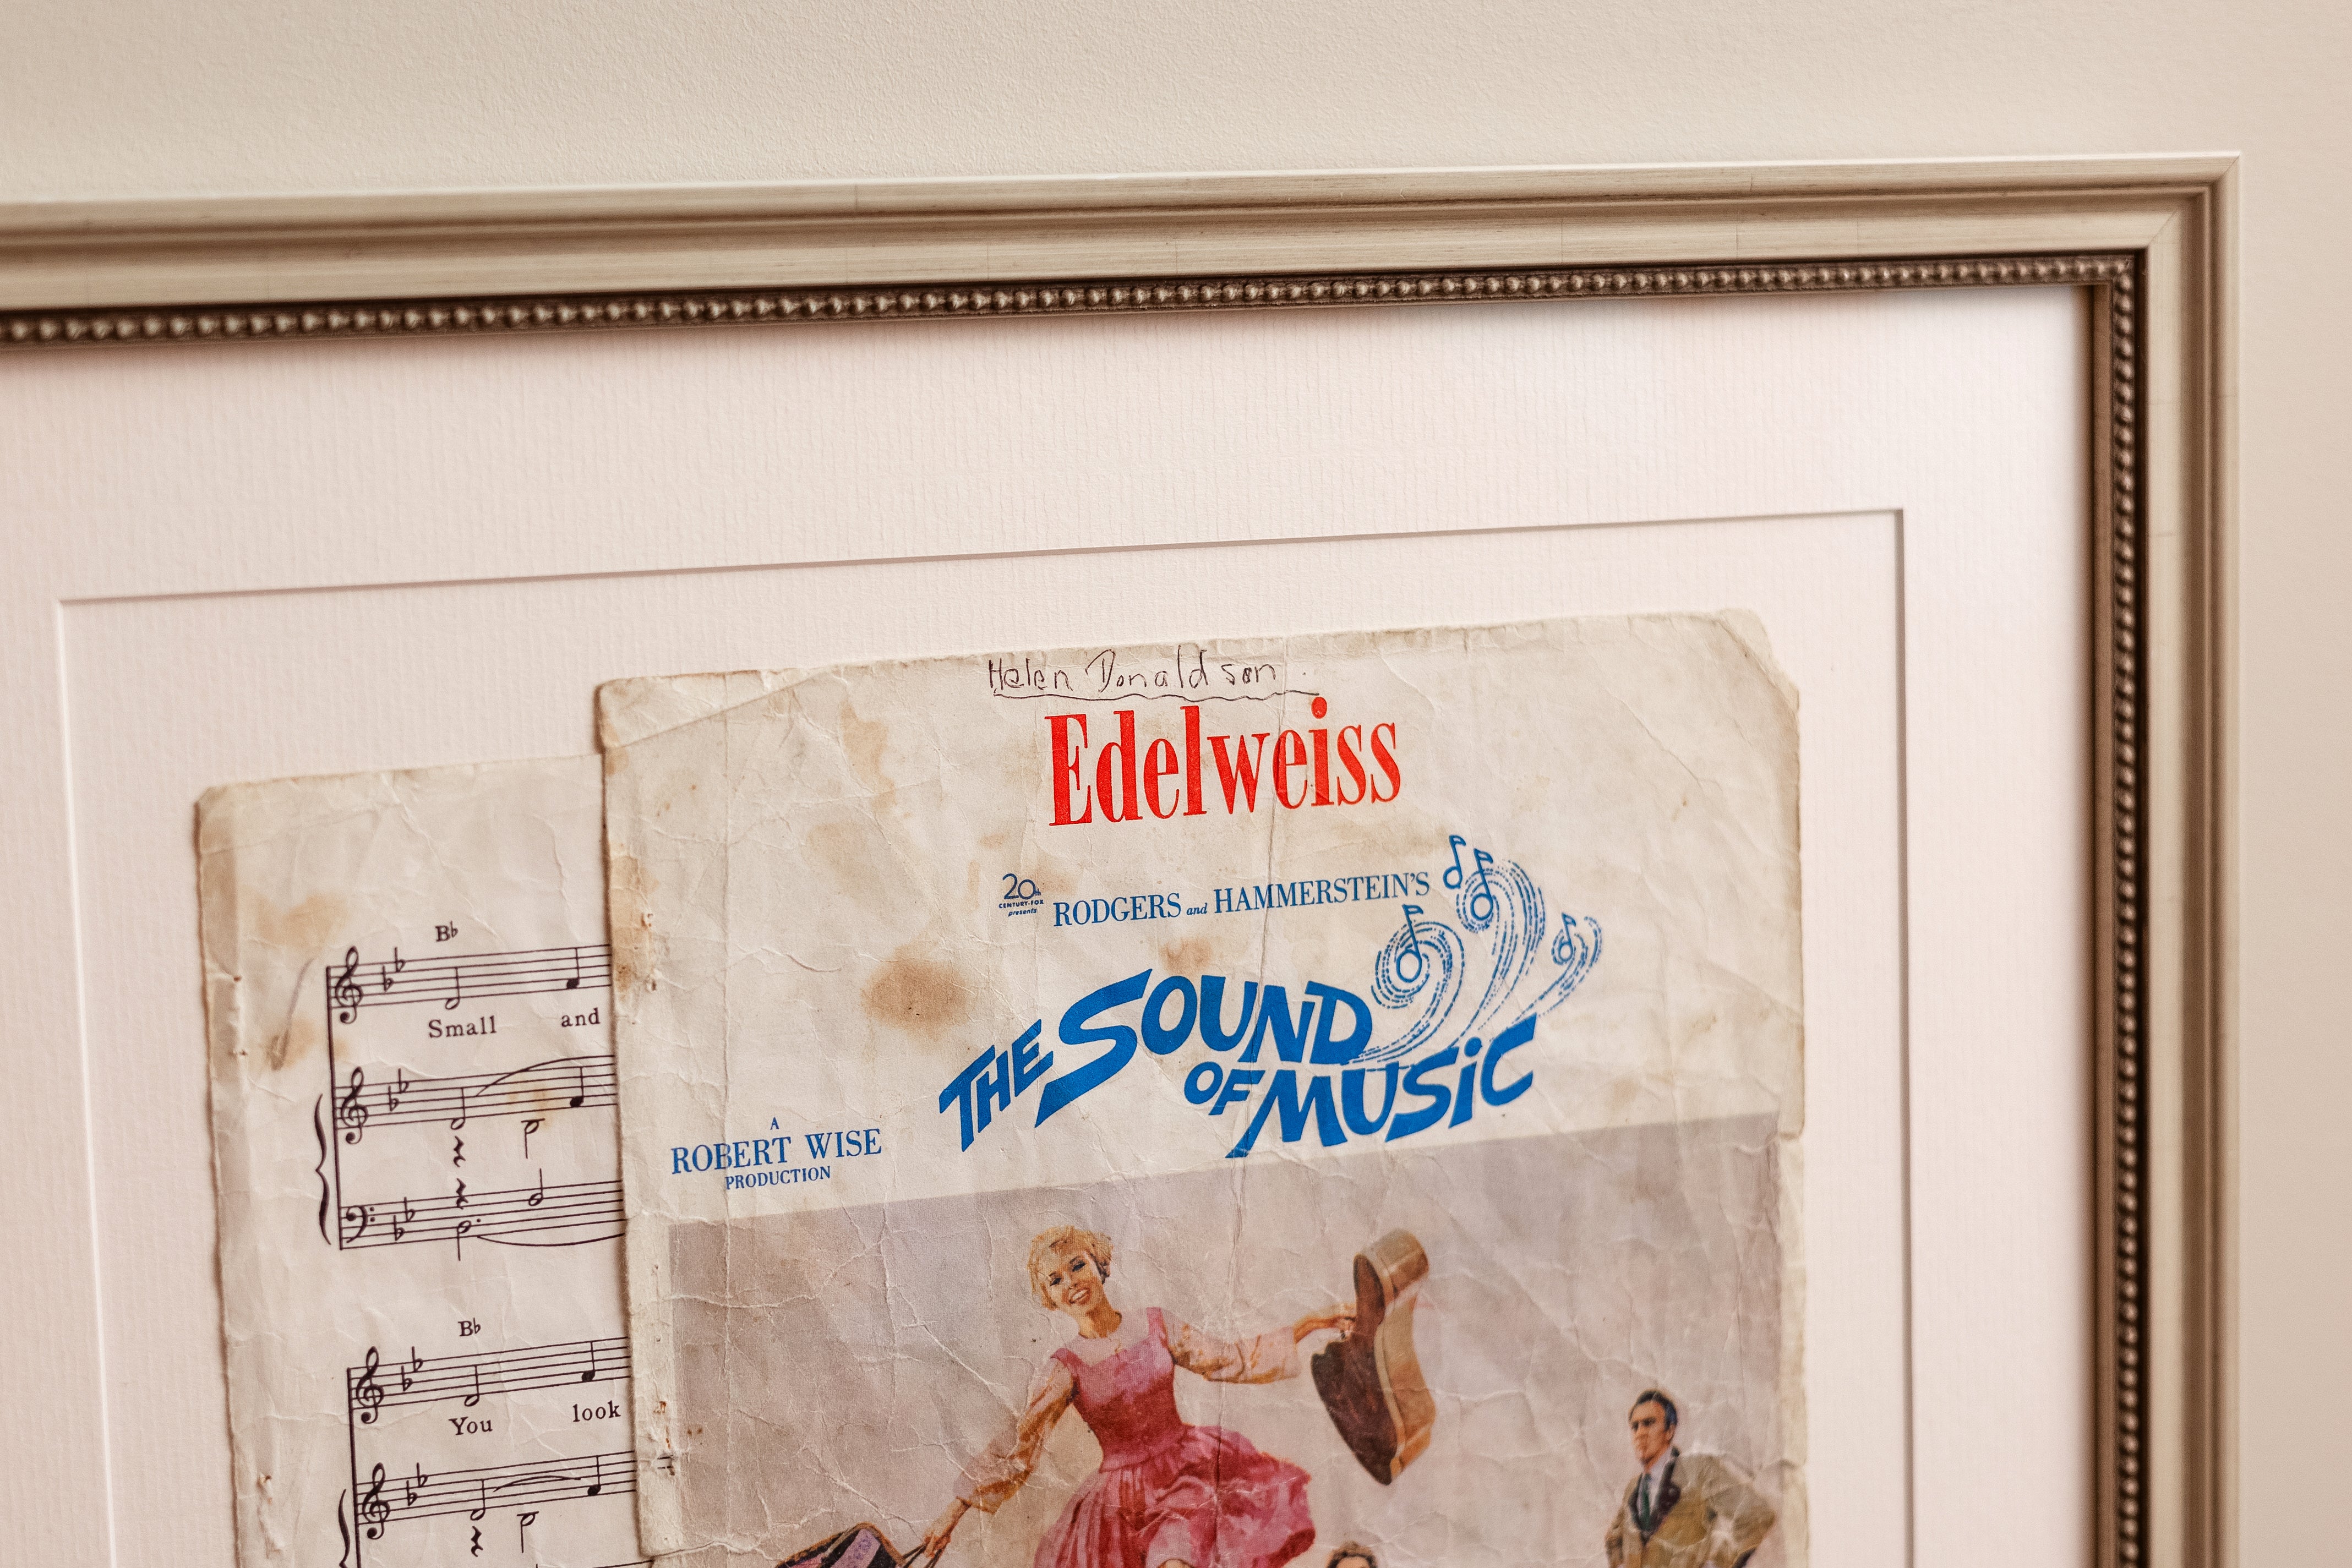 Helen Donaldson
Edelweiss
20th
CENTURY-FOX
presents
RODGERS and HAMMERSTEIN'S
THE SOUND
OF MUSIC
A
ROBERT WISE
PRODUCTION
B♭
Small and
B♭
You look